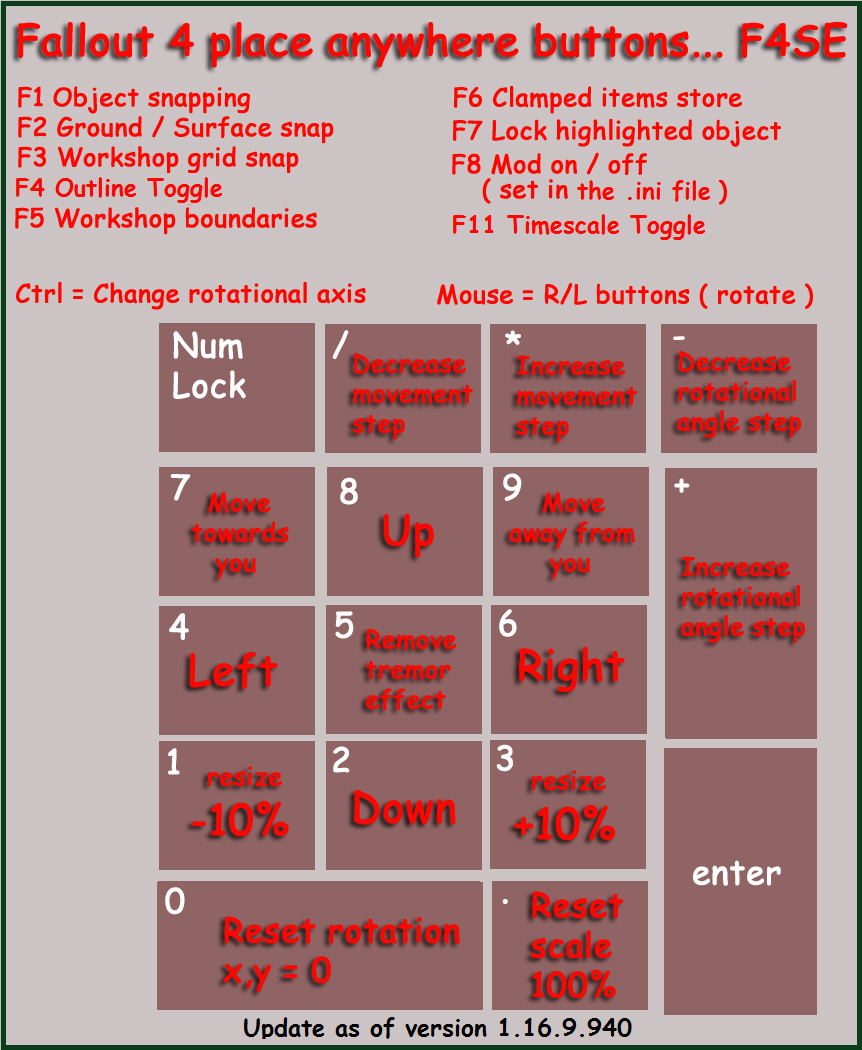 Fallout 4 place anywhere buttons... F4SE
F1 Object snapping
F2 Ground / Surface snap
F3 Workshop grid snap
F4 Outline Toggle
F5 Workshop boundaries
F6 Clamped items store
F7 Lock highlighted object
F8 Mod on / off
( set in the .ini file )
F11 Timescale Toggle
Ctrl = Change rotational axis
Mouse = R/L buttons ( rotate )
Num
Lock
/
Decrease
movement
step
*
Increase
movement
step
-
Decrease
rotational
angle step
7
Move
towards
you
8
Up
9
Move
away from
you
+
Increase
rotational
angle step
4
Left
5
Remove
tremor
effect
6
Right
1
resize
-10%
2
Down
3
resize
+10%
enter
0
Reset rotation
x,y = 0
.
Reset
scale
100%
Update as of version 1.16.9.940